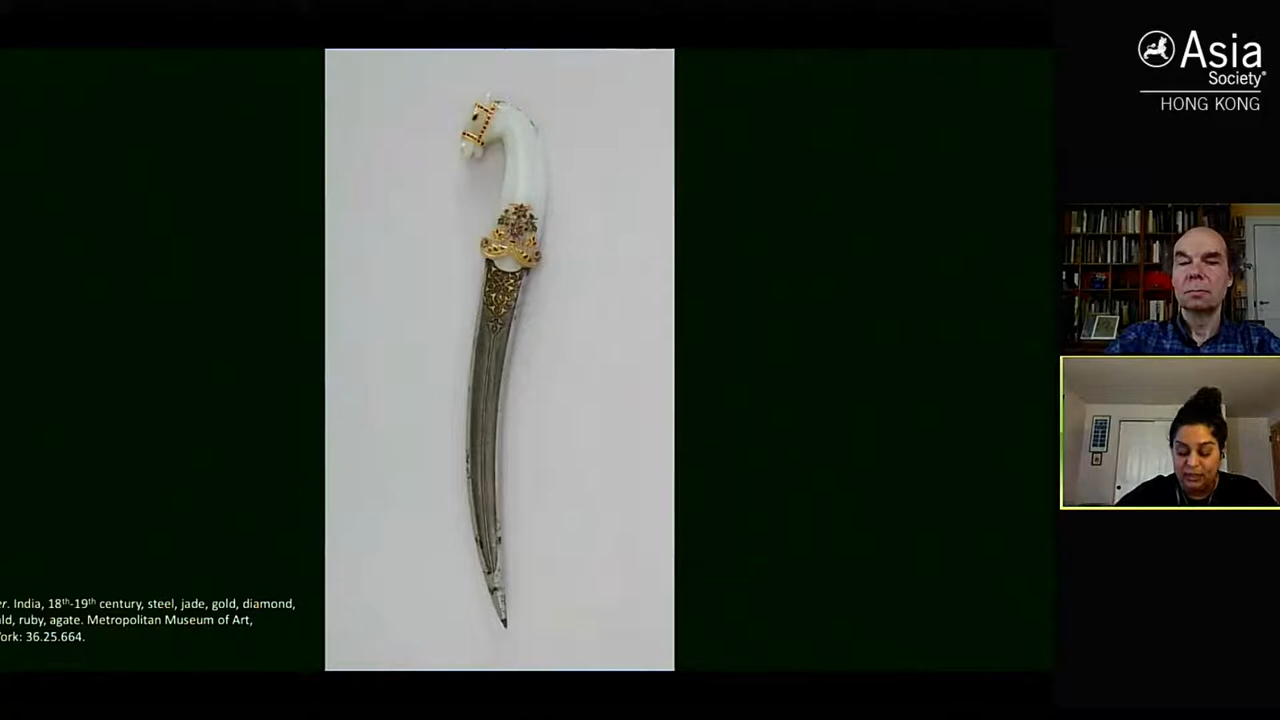 Asia
Society®
HONG KONG
er. India, 18th-19th century, steel, jade, gold, diamond,
ld, ruby, agate. Metropolitan Museum of Art,
ork: 36.25.664.